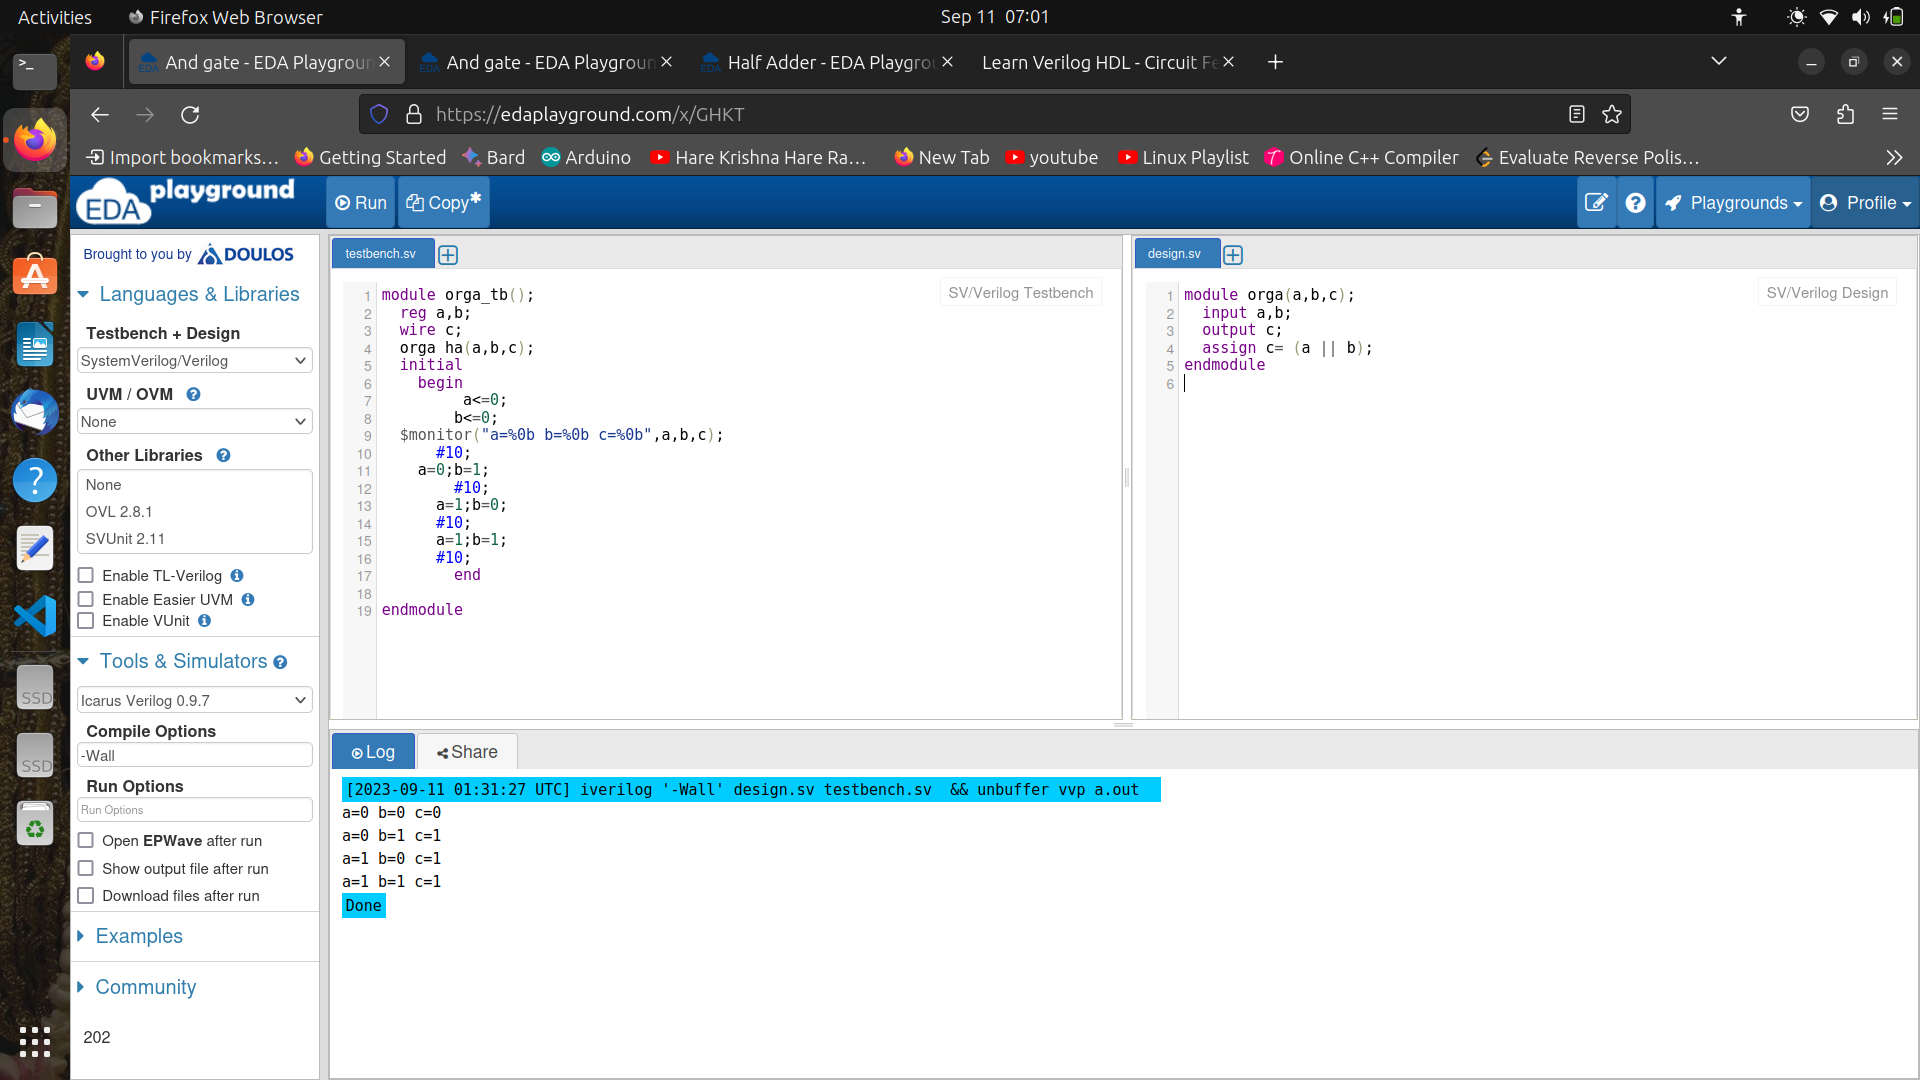 Activities Firefox Web Browser Sep 11 07:01
And gate - EDA Playgroun And gate - EDA Playgroun Half Adder - EDA Playgrou Learn Verilog HDL - Circuit Fe
https://edaplayground.com/x/GHKT
Import bookmarks... Getting Started Bard Arduino Hare Krishna Hare Ra... New Tab youtube Linux Playlist Online C++ Compiler Evaluate Reverse Polis...
EDA playground Run Copy* Playgrounds Profile
Brought to you by DOULOS
Languages & Libraries
Testbench + Design
SystemVerilog/Verilog
UVM / OVM
None
Other Libraries
None
OVL 2.8.1
SVUnit 2.11
Enable TL-Verilog
Enable Easier UVM
Enable VUnit
Tools & Simulators
Icarus Verilog 0.9.7
Compile Options
-Wall
Run Options
Run Options
Open EPWave after run
Show output file after run
Download files after run
Examples
Community
202
SSD
SSD
testbench.sv
SV/Verilog Testbench
1 module orga_tb();
2 reg a,b;
3 wire c;
4 orga ha(a,b,c);
5 initial
6 begin
7 a<=0;
8 b<=0;
9 $monitor("a=%0b b=%0b c=%0b",a,b,c);
10 #10;
11 a=0;b=1;
12 #10;
13 a=1;b=0;
14 #10;
15 a=1;b=1;
16 #10;
17 end
18
19 endmodule
design.sv
SV/Verilog Design
1 module orga(a,b,c);
2 input a,b;
3 output c;
4 assign c= (a || b);
5 endmodule
6
Log Share
[2023-09-11 01:31:27 UTC] iverilog '-Wall' design.sv testbench.sv && unbuffer vvp a.out
a=0 b=0 c=0
a=0 b=1 c=1
a=1 b=0 c=1
a=1 b=1 c=1
Done